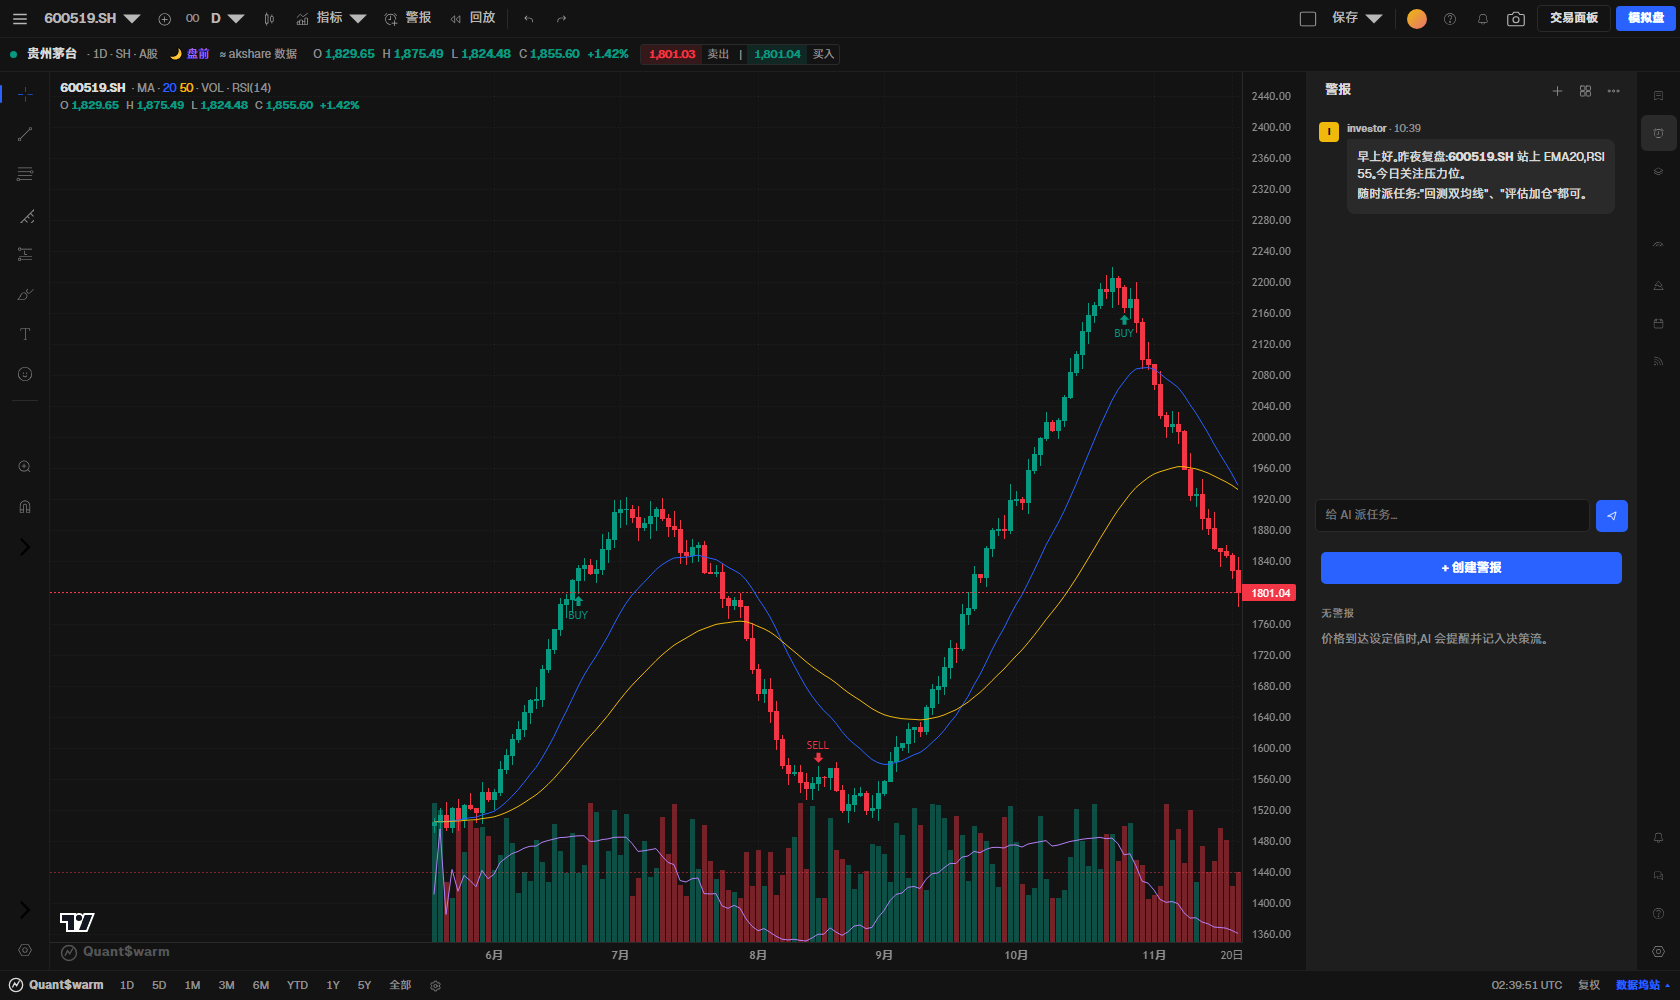 600519.SH 00 D 指标 警报 回放 保存 交易面板 模拟盘
贵州茅台 · 1D · SH · A股 🌙 盘前 ≈ akshare 数据 O 1,829.65 H 1,875.49 L 1,824.48 C 1,855.60 +1.42% 1,801.03 卖出 | 1,801.04 买入
600519.SH · MA · 20 50 · VOL · RSI(14)
O 1,829.65 H 1,875.49 L 1,824.48 C 1,855.60 +1.42%
2440.00
2400.00
2360.00
2320.00
2280.00
2240.00
2200.00
2160.00
2120.00
2080.00
2040.00
2000.00
1960.00
1920.00
1880.00
1840.00
1801.04
1760.00
1720.00
1680.00
1640.00
1600.00
1560.00
1520.00
1480.00
1440.00
1400.00
1360.00
BUY
BUY
SELL
Quant$warm
6月 7月 8月 9月 10月 11月 20日
警报
I investor · 10:39
早上好。昨夜复盘:600519.SH 站上 EMA20,RSI
55。今日关注压力位。
随时派任务:"回测双均线"、"评估加仓"都可。
给 AI 派任务...
+ 创建警报
无警报
价格到达设定值时,AI 会提醒并记入决策流。
Quant$warm 1D 5D 1M 3M 6M YTD 1Y 5Y 全部 02:39:51 UTC 复权 数据坞站